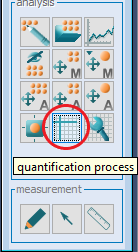 analysis
M
M
A
A
A
quantification process
measurement